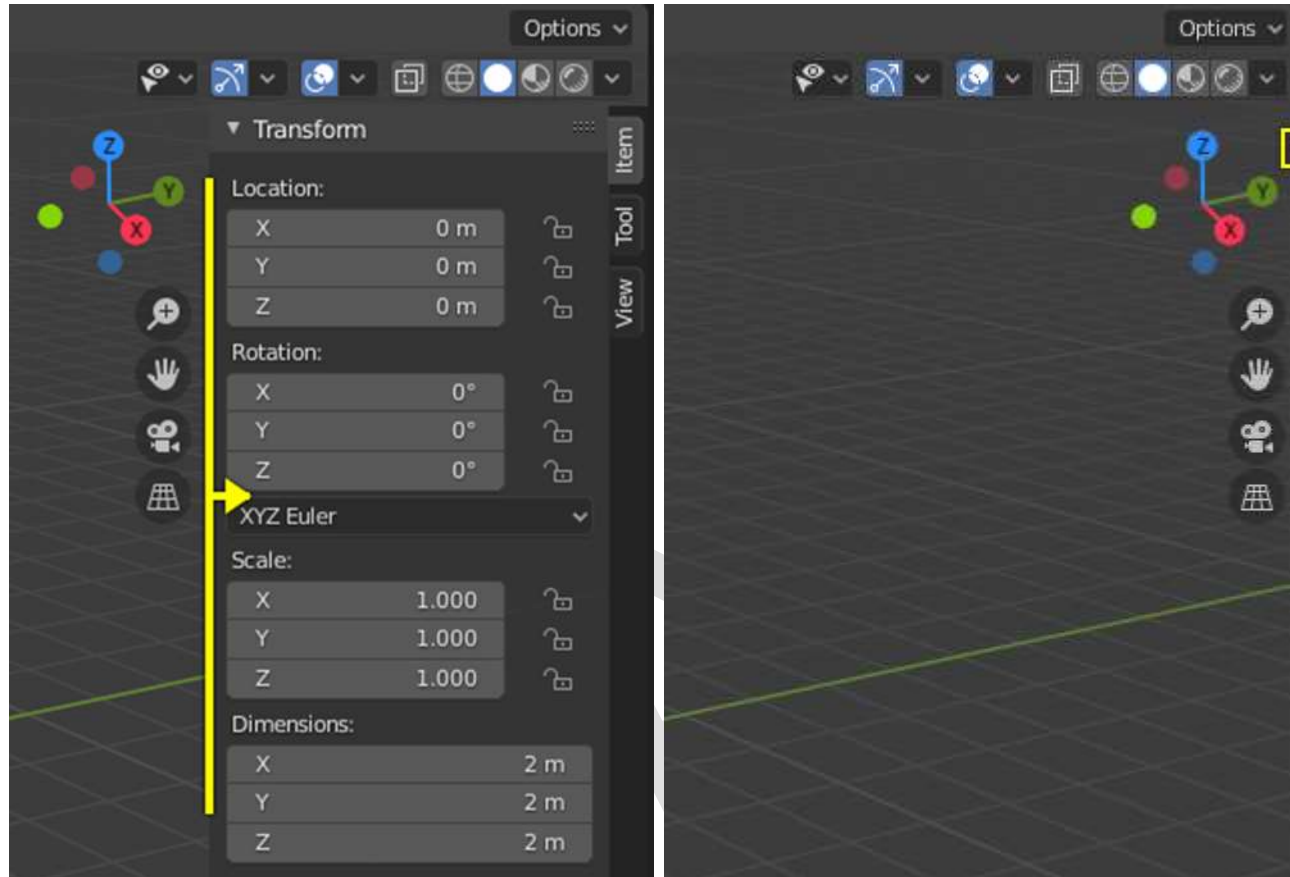 Options
Options
Z
Y
X
Z
Y
X
Transform
Item
Tool
View
Location:
X 0 m
Y 0 m
Z 0 m
Rotation:
X 0°
Y 0°
Z 0°
XYZ Euler
Scale:
X 1.000
Y 1.000
Z 1.000
Dimensions:
X 2 m
Y 2 m
Z 2 m